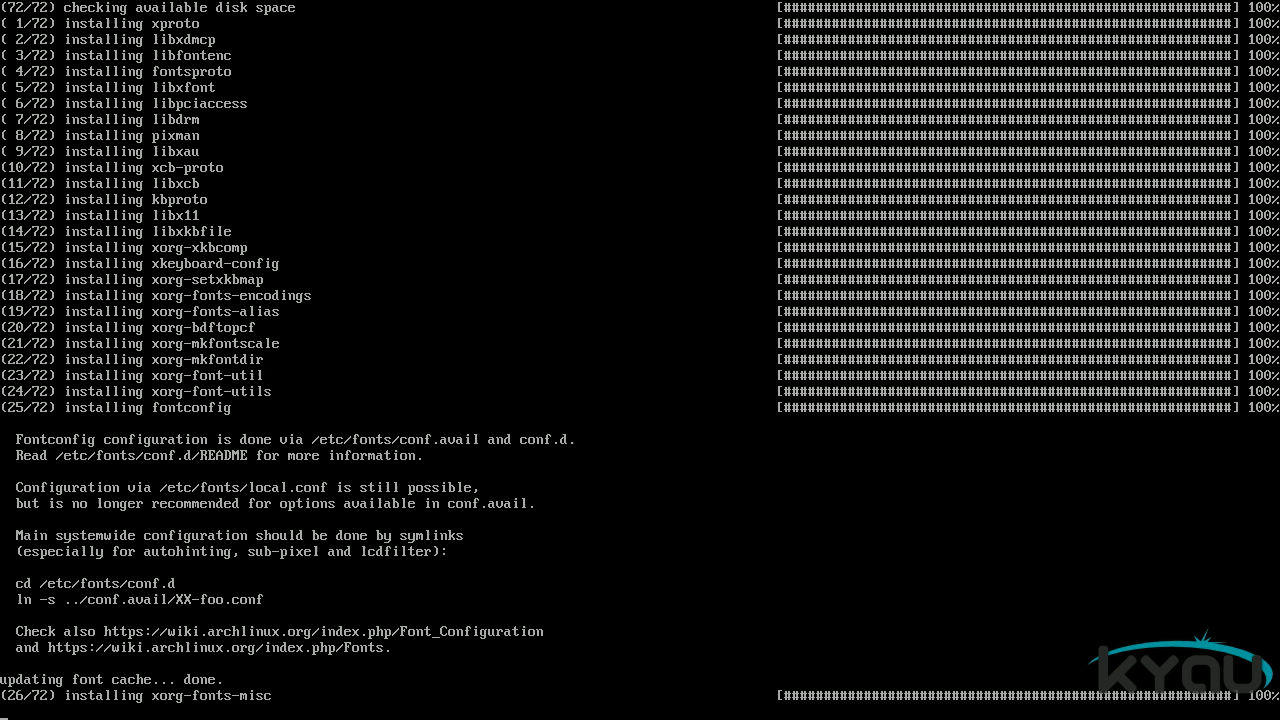 (72/72) checking available disk space [########################################################] 100%
( 1/72) installing xproto [########################################################] 100%
( 2/72) installing libxdmcp [########################################################] 100%
( 3/72) installing libfontenc [########################################################] 100%
( 4/72) installing fontsproto [########################################################] 100%
( 5/72) installing libxfont [########################################################] 100%
( 6/72) installing libpciaccess [########################################################] 100%
( 7/72) installing libdrm [########################################################] 100%
( 8/72) installing pixman [########################################################] 100%
( 9/72) installing libxau [########################################################] 100%
(10/72) installing xcb-proto [########################################################] 100%
(11/72) installing libxcb [########################################################] 100%
(12/72) installing kbproto [########################################################] 100%
(13/72) installing libx11 [########################################################] 100%
(14/72) installing libxkbfile [########################################################] 100%
(15/72) installing xorg-xkbcomp [########################################################] 100%
(16/72) installing xkeyboard-config [########################################################] 100%
(17/72) installing xorg-setxkbmap [########################################################] 100%
(18/72) installing xorg-fonts-encodings [########################################################] 100%
(19/72) installing xorg-fonts-alias [########################################################] 100%
(20/72) installing xorg-bdftopcf [########################################################] 100%
(21/72) installing xorg-mkfontscale [########################################################] 100%
(22/72) installing xorg-mkfontdir [########################################################] 100%
(23/72) installing xorg-font-util [########################################################] 100%
(24/72) installing xorg-font-utils [########################################################] 100%
(25/72) installing fontconfig [########################################################] 100%
Fontconfig configuration is done via /etc/fonts/conf.avail and conf.d.
Read /etc/fonts/conf.d/README for more information.
Configuration via /etc/fonts/local.conf is still possible,
but is no longer recommended for options available in conf.avail.
Main systemwide configuration should be done by symlinks
(especially for autohinting, sub-pixel and lcdfilter):
cd /etc/fonts/conf.d
ln -s ../conf.avail/XX-foo.conf
Check also https://wiki.archlinux.org/index.php/Font_Configuration
and https://wiki.archlinux.org/index.php/Fonts.
updating font cache... done.
(26/72) installing xorg-fonts-misc [########################################################] 100%
kyau